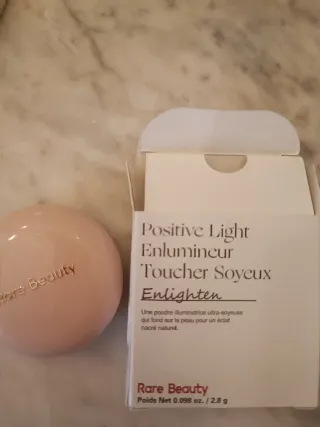 Rare Beauty
Positive Light
Enlumineur
Toucher Soyeux
Enlighten
Une poudre illuminatrice ultra-soyeuse
qui fond sur la peau pour un éclat
nacré naturel.
Rare Beauty
Poids Net 0.098 oz. / 2.8 g